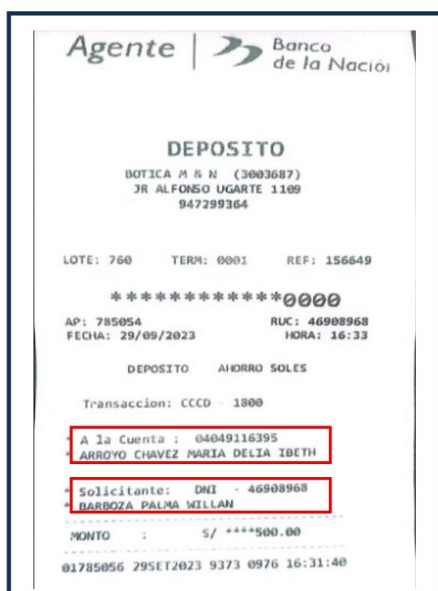 Agente | Banco
de la Nación
DEPOSITO
BOTICA M & N (3003687)
JR ALFONSO UGARTE 1109
947299364
LOTE: 760 TERM: 0001 REF: 156649
************0000
AP: 785054 RUC: 46908968
FECHA: 29/09/2023 HORA: 16:33
DEPOSITO AHORRO SOLES
Transaccion: CCCD - 1800
* A la Cuenta : 04049116395
* ARROYO CHAVEZ MARIA DELIA IBETH
* Solicitante: DNI - 46908968
* BARBOZA PALMA WILLAN
MONTO : S/ ****500.00
01785056 29SET2023 9373 0976 16:31:40